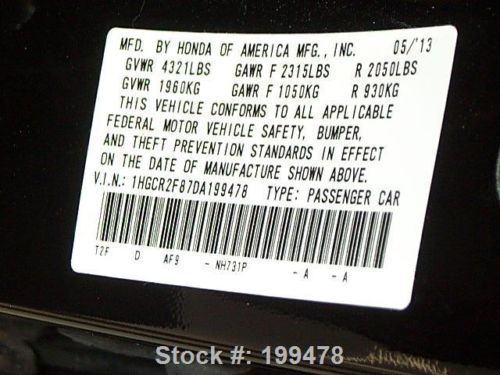 MFD. BY HONDA OF AMERICA MFG., INC. 05/'13
GVWR 4321LBS GAWR F 2315LBS R 2050LBS
GVWR 1960KG GAWR F 1050KG R 930KG
THIS VEHICLE CONFORMS TO ALL APPLICABLE
FEDERAL MOTOR VEHICLE SAFETY, BUMPER,
AND THEFT PREVENTION STANDARDS IN EFFECT
ON THE DATE OF MANUFACTURE SHOWN ABOVE.
V.I.N.: 1HGCR2F87DA199478 TYPE: PASSENGER CAR
T2F D AF9 - NH731P - A - A
Stock #: 199478